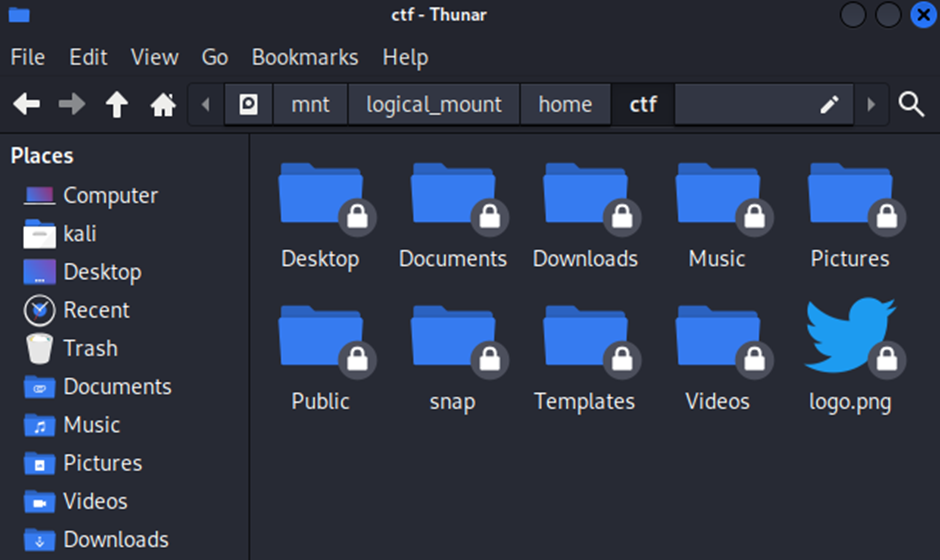 ctf - Thunar
File Edit View Go Bookmarks Help
mnt logical_mount home ctf
Places
Computer
kali
Desktop
Recent
Trash
Documents
Music
Pictures
Videos
Downloads
Desktop Documents Downloads Music Pictures
Public snap Templates Videos logo.png